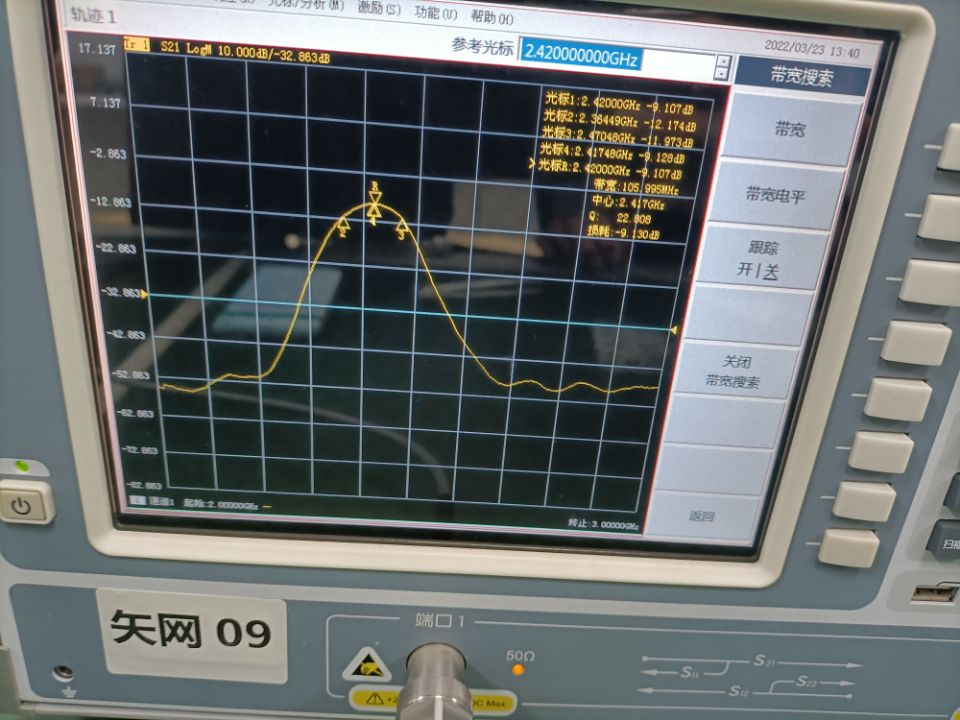 轨迹 1
光标/分析(M) 激励(S) 功能(U) 帮助(H)
2022/03/23 13:40
Tr 1 S21 LogM 10.000dB/-32.863dB
参考光标 2.420000000GHz
17.137
7.137
-2.863
-12.863
-22.863
-32.863
-42.863
-52.863
-62.863
-72.863
-82.863
光标1:2.42000GHz -9.107dB
光标2:2.36449GHz -12.174dB
光标3:2.47048GHz -11.973dB
光标4:2.41748GHz -9.128dB
>光标R:2.42000GHz -9.107dB
带宽:105.995MHz
中心:2.417GHz
Q: 22.808
损耗:-9.130dB
R
2
4
3
1 通道1 起始:2.00000GHz
终止:3.00000GHz
带宽搜索
带宽
带宽电平
跟踪
开|关
关闭
带宽搜索
返回
扫描
矢网 09
端口 1
50Ω
DC Max
S21
S11
S22
S12